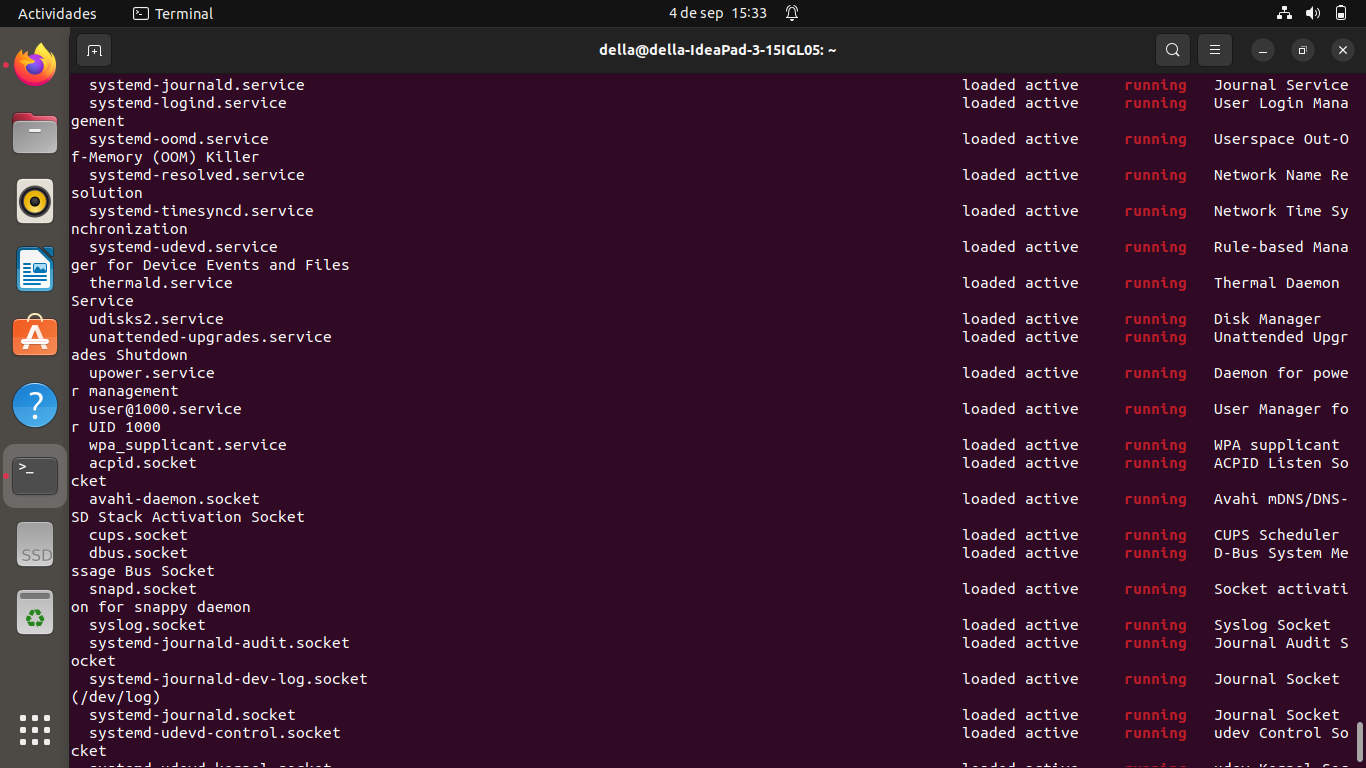 Actividades Terminal 4 de sep 15:33
della@della-IdeaPad-3-15IGL05: ~
systemd-journald.service loaded active running Journal Service
systemd-logind.service loaded active running User Login Mana
gement
systemd-oomd.service loaded active running Userspace Out-O
f-Memory (OOM) Killer
systemd-resolved.service loaded active running Network Name Re
solution
systemd-timesyncd.service loaded active running Network Time Sy
nchronization
systemd-udevd.service loaded active running Rule-based Mana
ger for Device Events and Files
thermald.service loaded active running Thermal Daemon
Service
udisks2.service loaded active running Disk Manager
unattended-upgrades.service loaded active running Unattended Upgr
ades Shutdown
upower.service loaded active running Daemon for powe
r management
user@1000.service loaded active running User Manager fo
r UID 1000
wpa_supplicant.service loaded active running WPA supplicant
acpid.socket loaded active running ACPID Listen So
cket
avahi-daemon.socket loaded active running Avahi mDNS/DNS-
SD Stack Activation Socket
cups.socket loaded active running CUPS Scheduler
dbus.socket loaded active running D-Bus System Me
ssage Bus Socket
snapd.socket loaded active running Socket activati
on for snappy daemon
syslog.socket loaded active running Syslog Socket
systemd-journald-audit.socket loaded active running Journal Audit S
ocket
systemd-journald-dev-log.socket loaded active running Journal Socket
(/dev/log)
systemd-journald.socket loaded active running Journal Socket
systemd-udevd-control.socket loaded active running udev Control So
cket
SSD